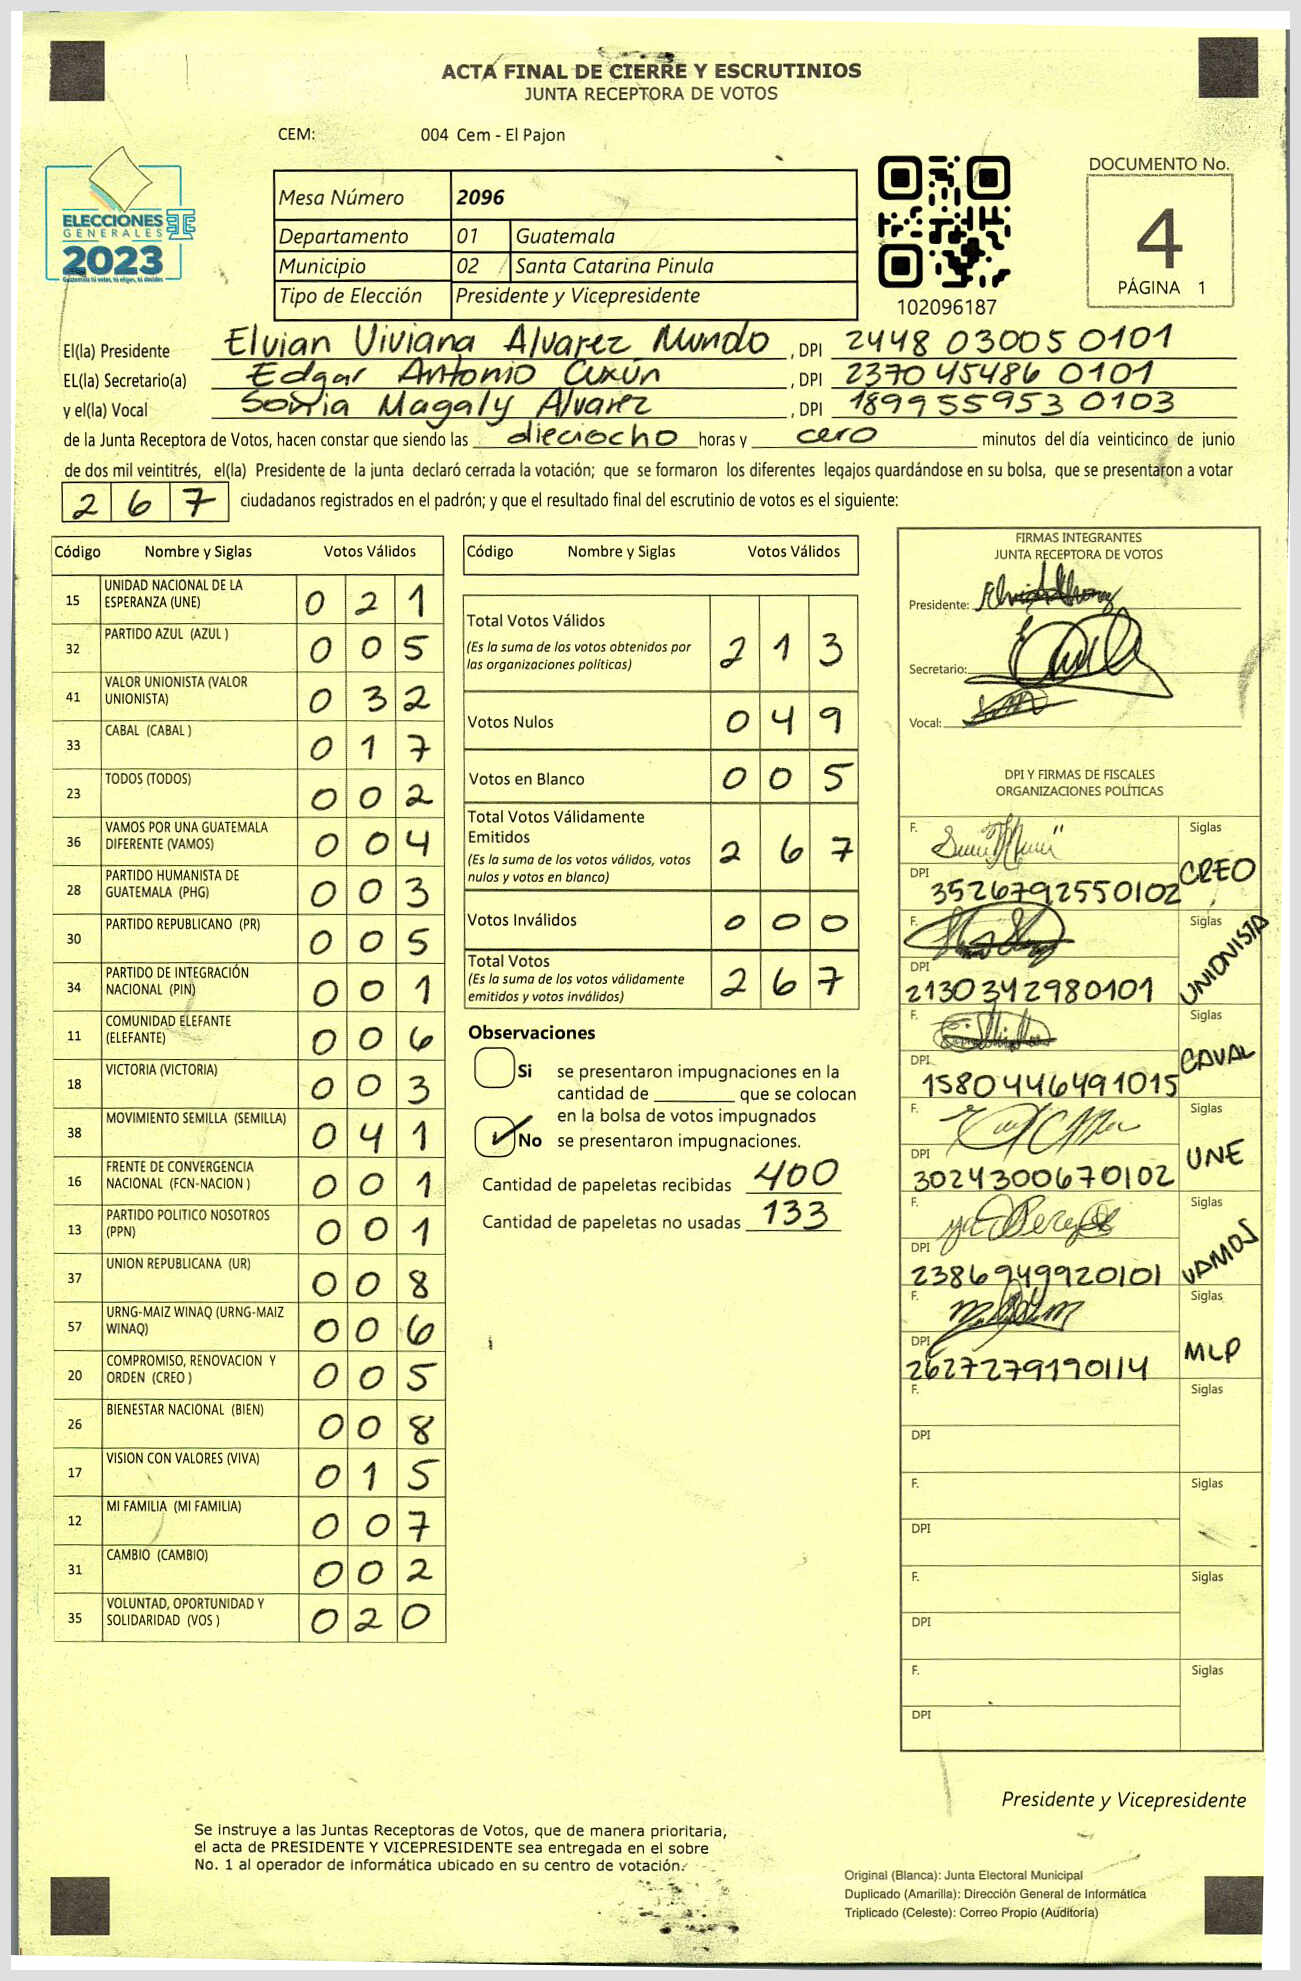 ACTA FINAL DE CIERRE Y ESCRUTINIOS
JUNTA RECEPTORA DE VOTOS
CEM: 004 Cem - El Pajon
ELECCIONES
GENERALES
2023
Guatemala tú votas, tú eliges, tú decides
Mesa Número 2096
Departamento 01 Guatemala
Municipio 02 Santa Catarina Pinula
Tipo de Elección Presidente y Vicepresidente
102096187
DOCUMENTO No.
4
PÁGINA 1
El(la) Presidente Elvian Viviana Alvarez Mundo, DPI 2448 03005 0101
EL(la) Secretario(a) Edgar Antonio Cuxún, DPI 2370 45486 0101
y el(la) Vocal Sonia Magaly Alvarez, DPI 1899 55953 0103
de la Junta Receptora de Votos, hacen constar que siendo las dieciocho horas y cero minutos del día veinticinco de junio
de dos mil veintitrés, el(la) Presidente de la junta declaró cerrada la votación; que se formaron los diferentes legajos guardándose en su bolsa, que se presentaron a votar
267 ciudadanos registrados en el padrón; y que el resultado final del escrutinio de votos es el siguiente:
Código Nombre y Siglas Votos Válidos
15 UNIDAD NACIONAL DE LA ESPERANZA (UNE) 0 2 1
32 PARTIDO AZUL (AZUL ) 0 0 5
41 VALOR UNIONISTA (VALOR UNIONISTA) 0 3 2
33 CABAL (CABAL ) 0 1 7
23 TODOS (TODOS) 0 0 2
36 VAMOS POR UNA GUATEMALA DIFERENTE (VAMOS) 0 0 4
28 PARTIDO HUMANISTA DE GUATEMALA (PHG) 0 0 3
30 PARTIDO REPUBLICANO (PR) 0 0 5
34 PARTIDO DE INTEGRACIÓN NACIONAL (PIN) 0 0 1
11 COMUNIDAD ELEFANTE (ELEFANTE) 0 0 6
18 VICTORIA (VICTORIA) 0 0 3
38 MOVIMIENTO SEMILLA (SEMILLA) 0 4 1
16 FRENTE DE CONVERGENCIA NACIONAL (FCN-NACION ) 0 0 1
13 PARTIDO POLITICO NOSOTROS (PPN) 0 0 1
37 UNION REPUBLICANA (UR) 0 0 8
57 URNG-MAIZ WINAQ (URNG-MAIZ WINAQ) 0 0 6
20 COMPROMISO, RENOVACION Y ORDEN (CREO ) 0 0 5
26 BIENESTAR NACIONAL (BIEN) 0 0 8
17 VISION CON VALORES (VIVA) 0 1 5
12 MI FAMILIA (MI FAMILIA) 0 0 7
31 CAMBIO (CAMBIO) 0 0 2
35 VOLUNTAD, OPORTUNIDAD Y SOLIDARIDAD (VOS ) 0 2 0
Código Nombre y Siglas Votos Válidos
Total Votos Válidos 2 1 3
(Es la suma de los votos obtenidos por
las organizaciones políticas)
Votos Nulos 0 4 9
Votos en Blanco 0 0 5
Total Votos Válidamente
Emitidos 2 6 7
(Es la suma de los votos válidos, votos
nulos y votos en blanco)
Votos Inválidos 0 0 0
Total Votos 2 6 7
(Es la suma de los votos válidamente
emitidos y votos inválidos)
Observaciones
Si se presentaron impugnaciones en la
cantidad de ________ que se colocan
en la bolsa de votos impugnados
No se presentaron impugnaciones.
Cantidad de papeletas recibidas 400
Cantidad de papeletas no usadas 133
FIRMAS INTEGRANTES
JUNTA RECEPTORA DE VOTOS
Presidente:
Secretario:
Vocal:
DPI Y FIRMAS DE FISCALES
ORGANIZACIONES POLÍTICAS
F. Siglas CREO
DPI 3526792550102
F. Siglas UNIONISTA
DPI 2130342980101
F. Siglas CAVAL
DPI 1580446491015
F. Siglas UNE
DPI 3024300670102
F. Siglas VAMOS
DPI 2386949920101
F. Siglas MLP
DPI 2627279190114
F. Siglas
DPI
F. Siglas
DPI
F. Siglas
DPI
F. Siglas
DPI
Presidente y Vicepresidente
Se instruye a las Juntas Receptoras de Votos, que de manera prioritaria,
el acta de PRESIDENTE Y VICEPRESIDENTE sea entregada en el sobre
No. 1 al operador de informática ubicado en su centro de votación.
Original (Blanca): Junta Electoral Municipal
Duplicado (Amarilla): Dirección General de Informática
Triplicado (Celeste): Correo Propio (Auditoría)